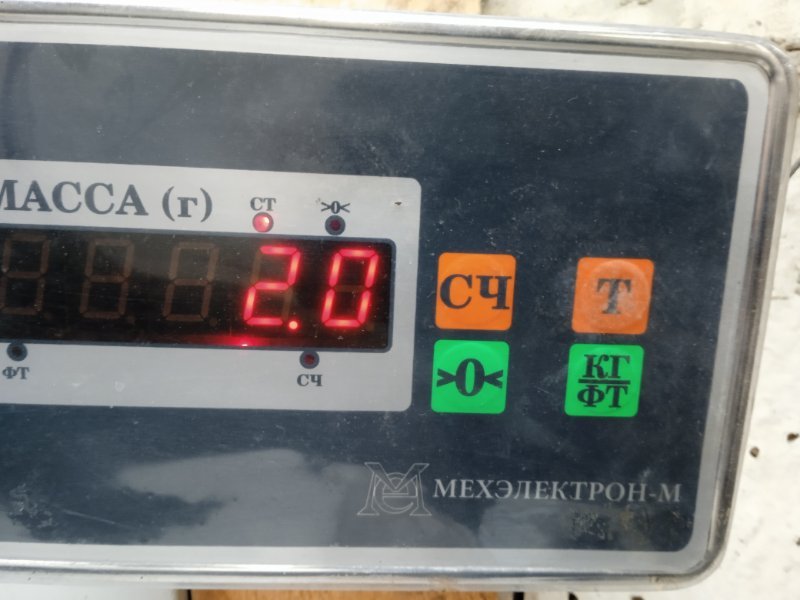 МАССА (г)
СТ >0<
2.0
ФТ СЧ
СЧ Т
>0< КГ
ФТ
МЕХЭЛЕКТРОН-М